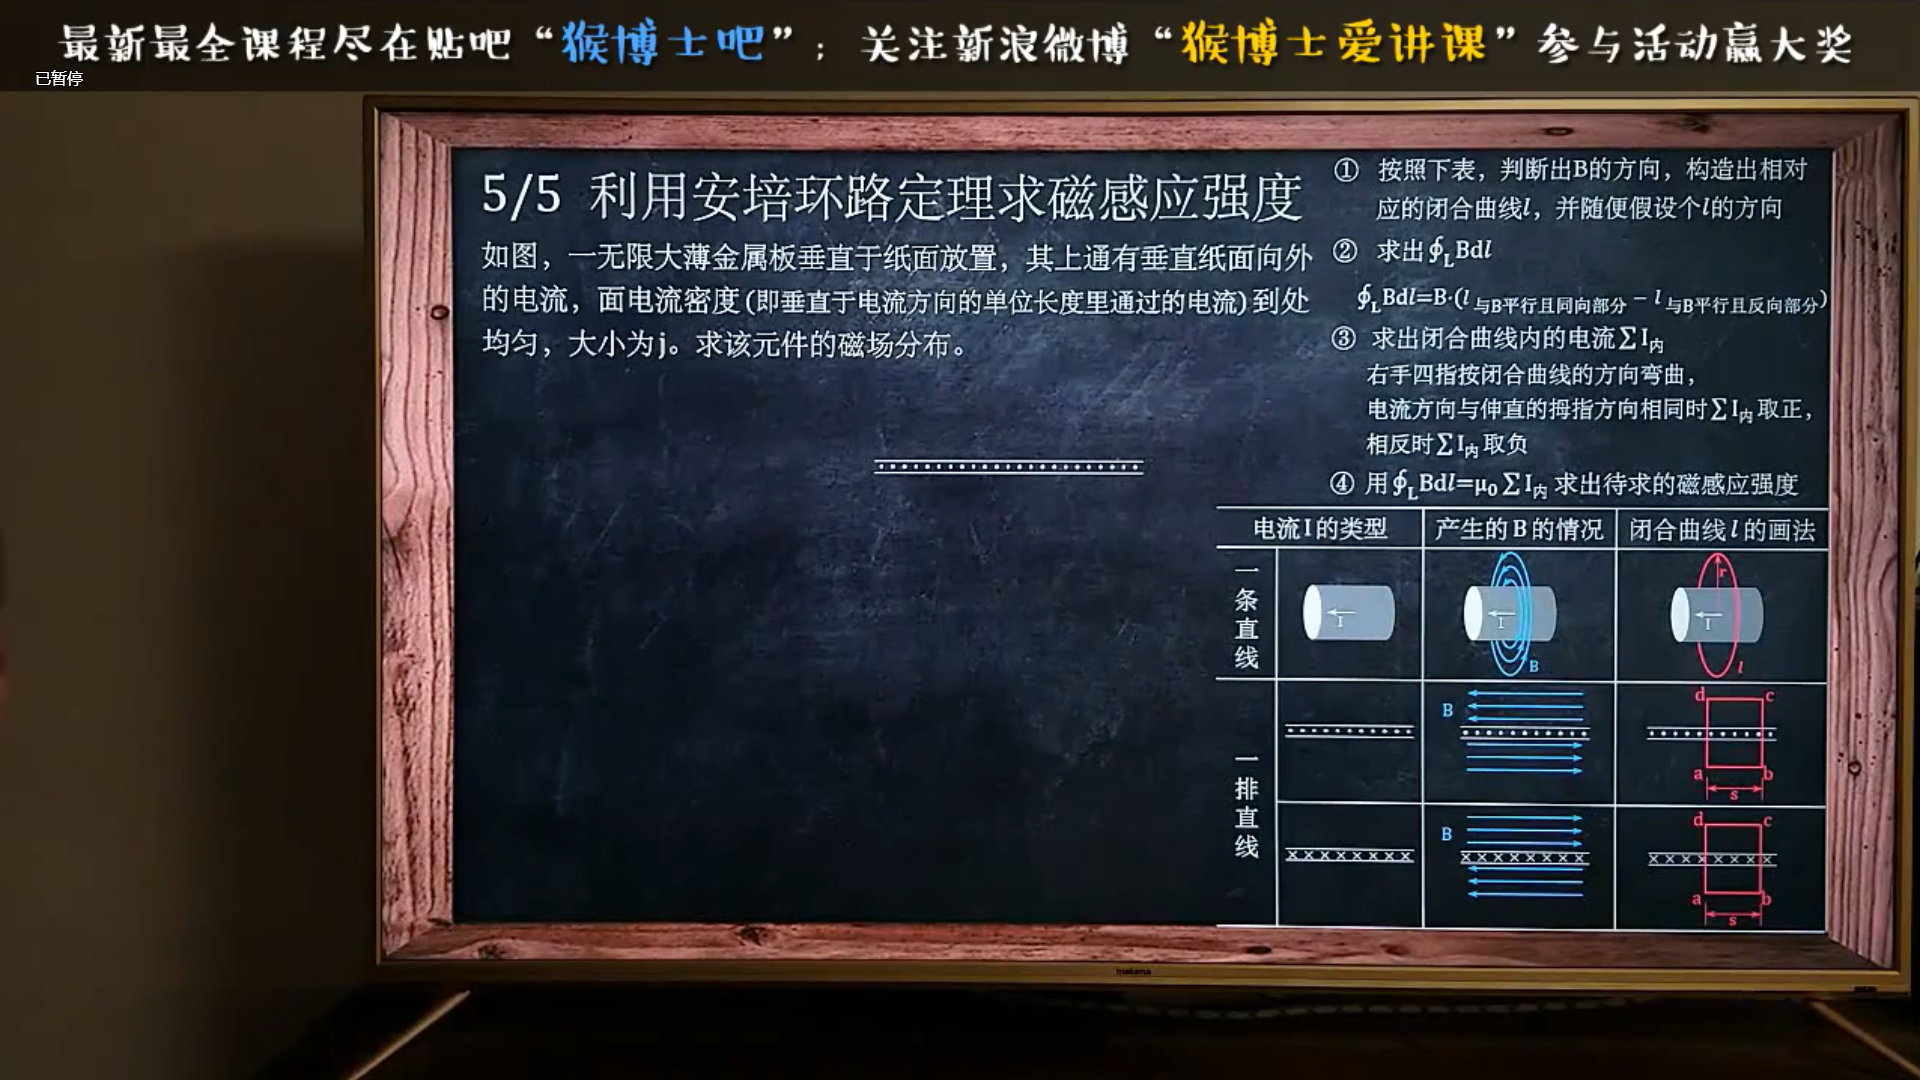 最新最全课程尽在贴吧“猴博士吧”；关注新浪微博“猴博士爱讲课”参与活动赢大奖
已暂停
5/5 利用安培环路定理求磁感应强度
如图，一无限大薄金属板垂直于纸面放置，其上通有垂直纸面向外
的电流，面电流密度(即垂直于电流方向的单位长度里通过的电流)到处
均匀，大小为j。求该元件的磁场分布。
① 按照下表，判断出B的方向，构造出相对
应的闭合曲线l，并随便假设个l的方向
② 求出∮LBdl
∮LBdl=B·(l与B平行且同向部分 − l与B平行且反向部分)
③ 求出闭合曲线内的电流∑I内
右手四指按闭合曲线的方向弯曲，
电流方向与伸直的拇指方向相同时∑I内取正，
相反时∑I内取负
④ 用∮LBdl=μ0∑I内 求出待求的磁感应强度
电流I的类型 产生的B的情况 闭合曲线l的画法
一条直线
I
I
B
r
I
l
一排直线
B
d c
a b
s
B
d c
a b
s